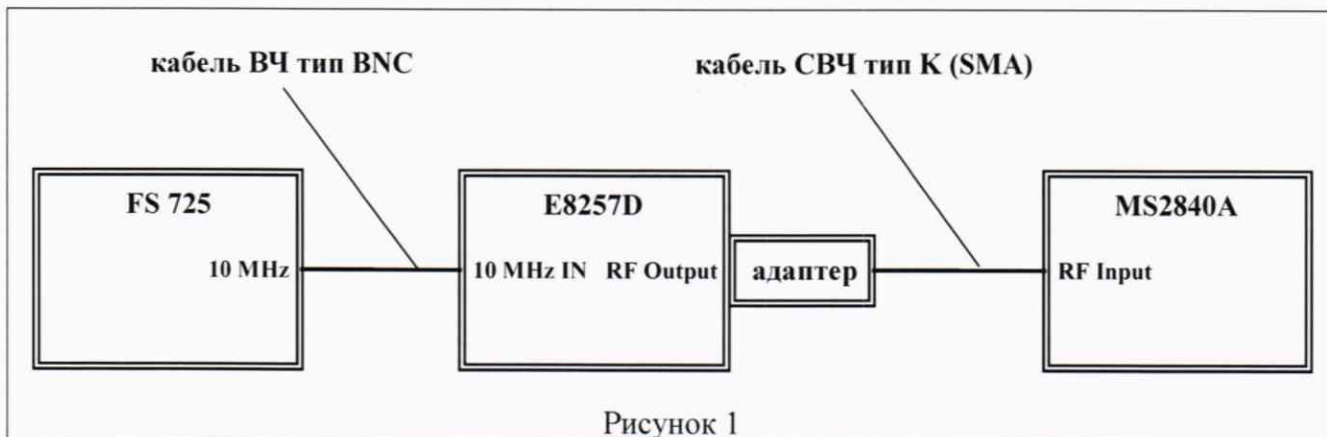 кабель ВЧ тип BNC
кабель СВЧ тип K (SMA)
FS 725
E8257D
MS2840A
10 MHz
10 MHz IN
RF Output
адаптер
RF Input
Рисунок 1